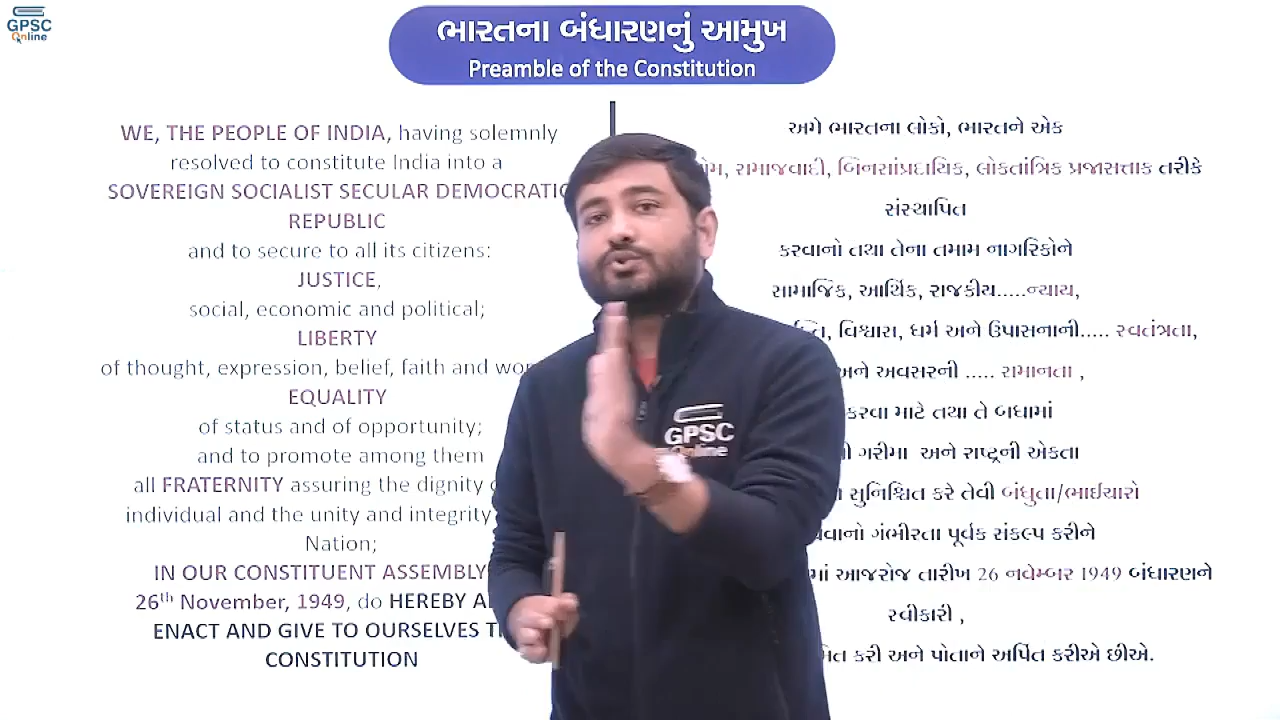 GPSC
Online
ભારતના બંધારણનું આમુખ
Preamble of the Constitution
WE, THE PEOPLE OF INDIA, having solemnly
resolved to constitute India into a
SOVEREIGN SOCIALIST SECULAR DEMOCRATIC
REPUBLIC
and to secure to all its citizens:
JUSTICE,
social, economic and political;
LIBERTY
of thought, expression, belief, faith and
EQUALITY
of status and of opportunity;
and to promote among them
all FRATERNITY assuring the dignity
individual and the unity and integrity
Nation;
IN OUR CONSTITUENT ASSEMBLY
26th November, 1949, do HEREBY
ENACT AND GIVE TO OURSELVES
CONSTITUTION
અમે ભારતના લોકો, ભારતને એક
સમાજવાદી, બિનસાંપ્રદાયિક, લોકતાંત્રિક પ્રજાસત્તાક તરીકે
સંસ્થાપિત
કરવાનો તથા તેના તમામ નાગરિકોને
સામાજિક, આર્થિક, રાજકીય.....ન્યાય,
વિશ્વાસ, ધર્મ અને ઉપાસનાની..... સ્વતંત્રતા,
અને અવસરની ..... સમાનતા ,
કરવા માટે તથા તે બધામાં
ગરીમા અને રાષ્ટ્રની એકતા
સુનિશ્ચિત કરે તેવી બંધુતા/ભાઈચારો
ગંભીરતા પૂર્વક સંકલ્પ કરીને
આજરોજ તારીખ 26 નવેમ્બર 1949 બંધારણને
સ્વીકારી ,
કરી અને પોતાને અર્પિત કરીએ છીએ.
GPSC
Online